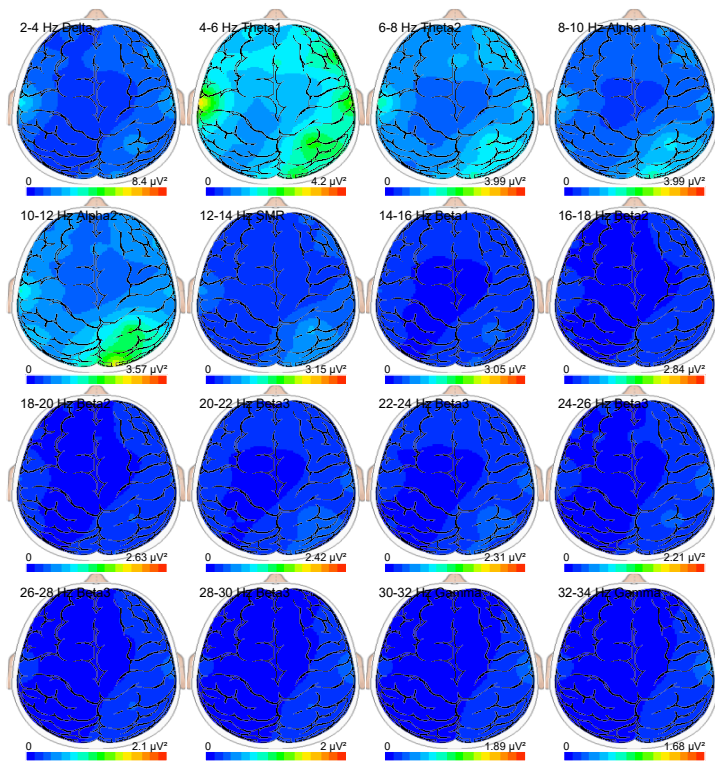 2-4 Hz Delta
4-6 Hz Theta1
6-8 Hz Theta2
8-10 Hz Alpha1
0 8.4 µV²
0 4.2 µV²
0 3.99 µV²
0 3.99 µV²
10-12 Hz Alpha2
12-14 Hz SMR
14-16 Hz Beta1
16-18 Hz Beta2
0 3.57 µV²
0 3.15 µV²
0 3.05 µV²
0 2.84 µV²
18-20 Hz Beta2
20-22 Hz Beta3
22-24 Hz Beta3
24-26 Hz Beta3
0 2.63 µV²
0 2.42 µV²
0 2.31 µV²
0 2.21 µV²
26-28 Hz Beta3
28-30 Hz Beta3
30-32 Hz Gamma
32-34 Hz Gamma
0 2.1 µV²
0 2 µV²
0 1.89 µV²
0 1.68 µV²